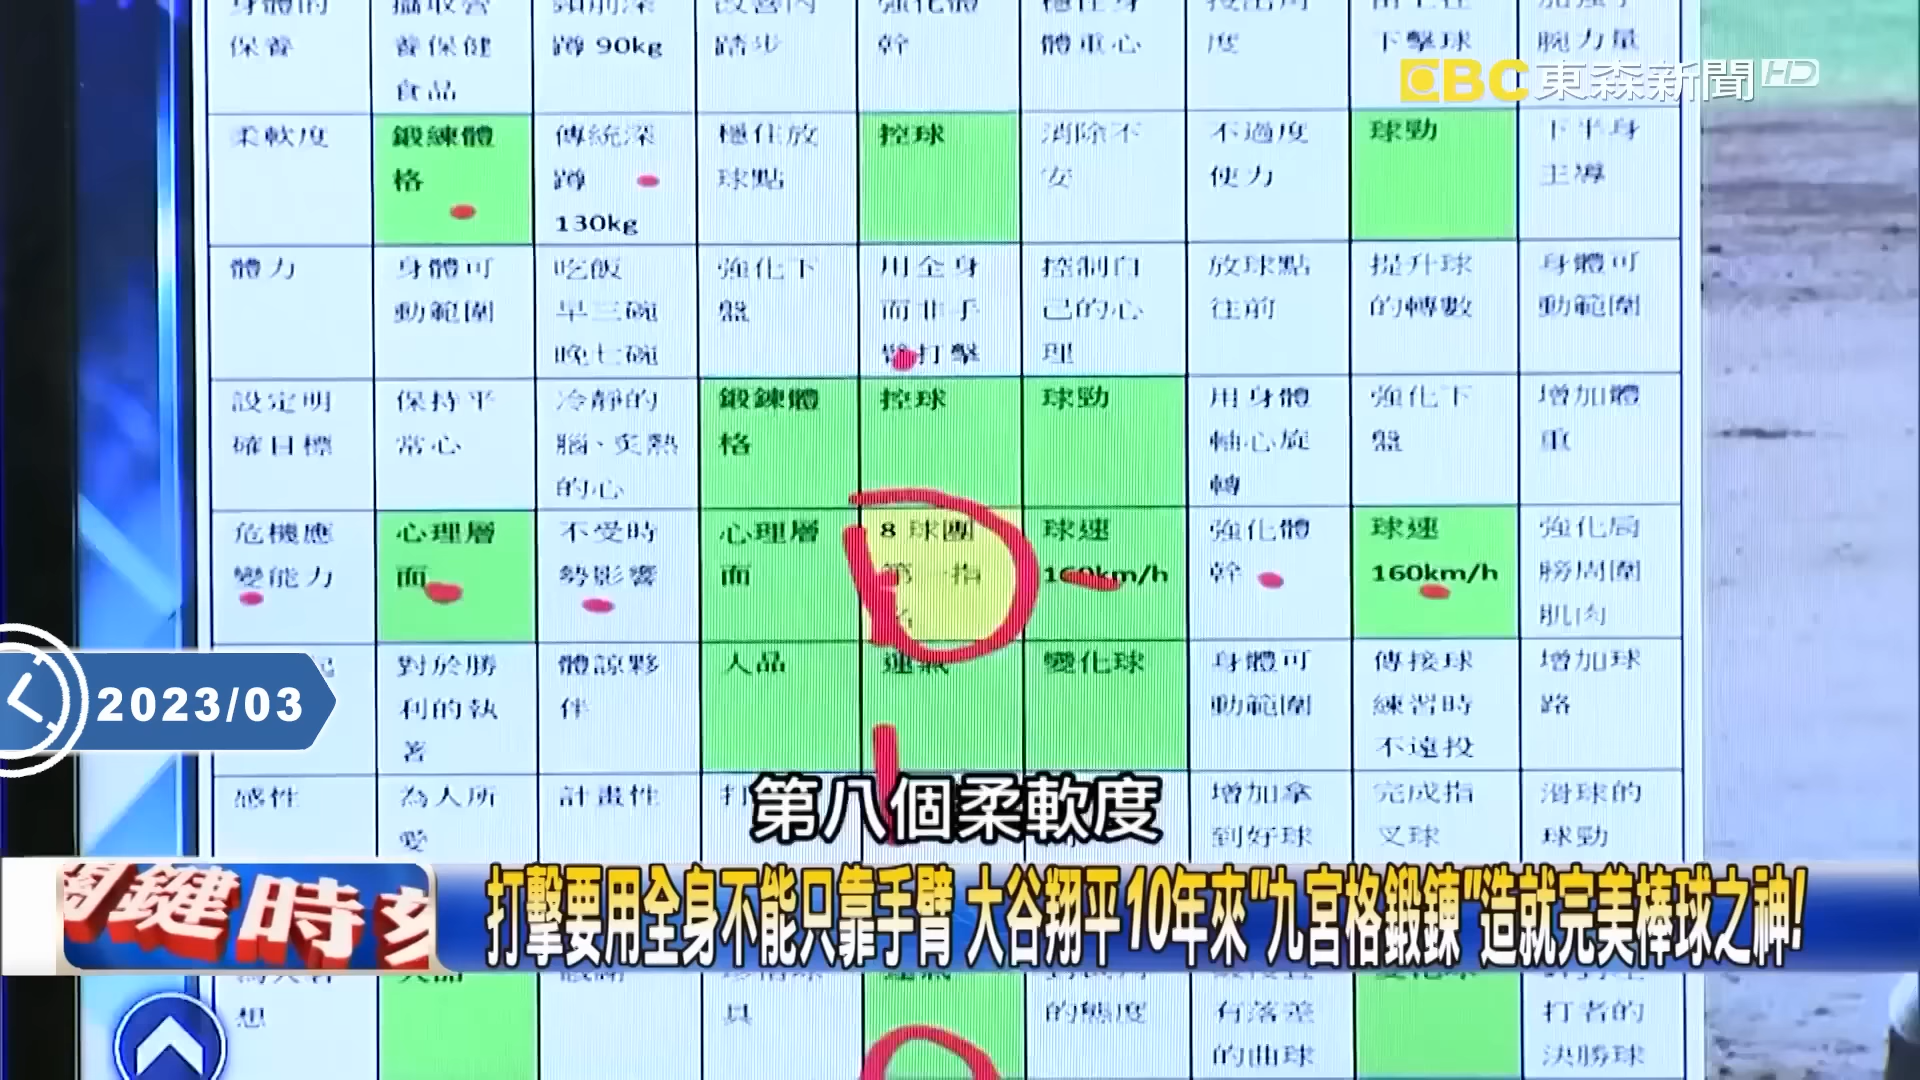 保養
養保健
蹲 90kg
踏步
幹
體重心
度
下擊球
腕力量
食品
EBC 東森新聞 HD
柔軟度
鍛練體
格
傳統深
蹲
130kg
穩住放
球點
控球
消除不
安
不過度
使力
球勁
下半身
主導
體力
身體可
動範圍
吃飯
早三碗
晚七碗
強化下
盤
用全身
而非手
臂打擊
控制自
己的心
理
放球點
往前
提升球
的轉數
身體可
動範圍
設定明
確目標
保持平
常心
冷靜的
腦、炙熱
的心
鍛鍊體
格
控球
球勁
用身體
軸心旋
轉
強化下
盤
增加體
重
危機應
變能力
心理層
面
不受時
勢影響
心理層
面
8 球團
第一指
球速
160km/h
強化體
幹
球速
160km/h
強化局
勝周圍
肌肉
對於勝
利的執
著
體諒夥
伴
人品
運氣
變化球
身體可
動範圍
傳接球
練習時
不遠投
增加球
路
2023/03
感性
為人所
愛
計畫性
打
增加拿
到好球
完成指
叉球
滑球的
球勁
第八個柔軟度
關鍵時刻
打擊要用全身不能只靠手臂 大谷翔平10年來"九宮格鍛鍊"造就完美棒球之神!
想
具
的態度
有落差
的曲球
打者的
決勝球